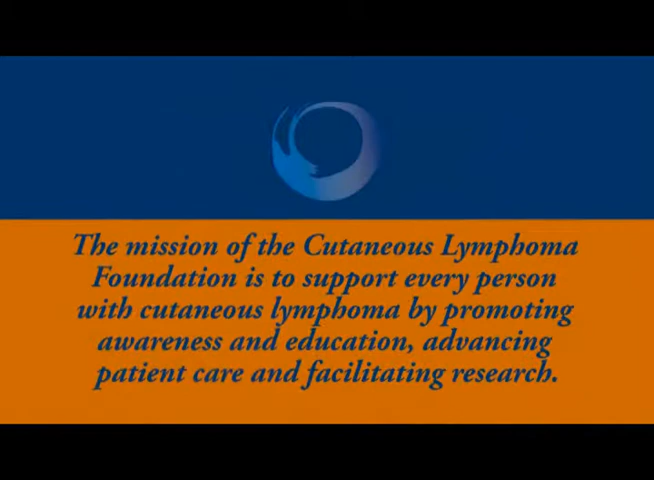 The mission of the Cutaneous Lymphoma
Foundation is to support every person
with cutaneous lymphoma by promoting
awareness and education, advancing
patient care and facilitating research.